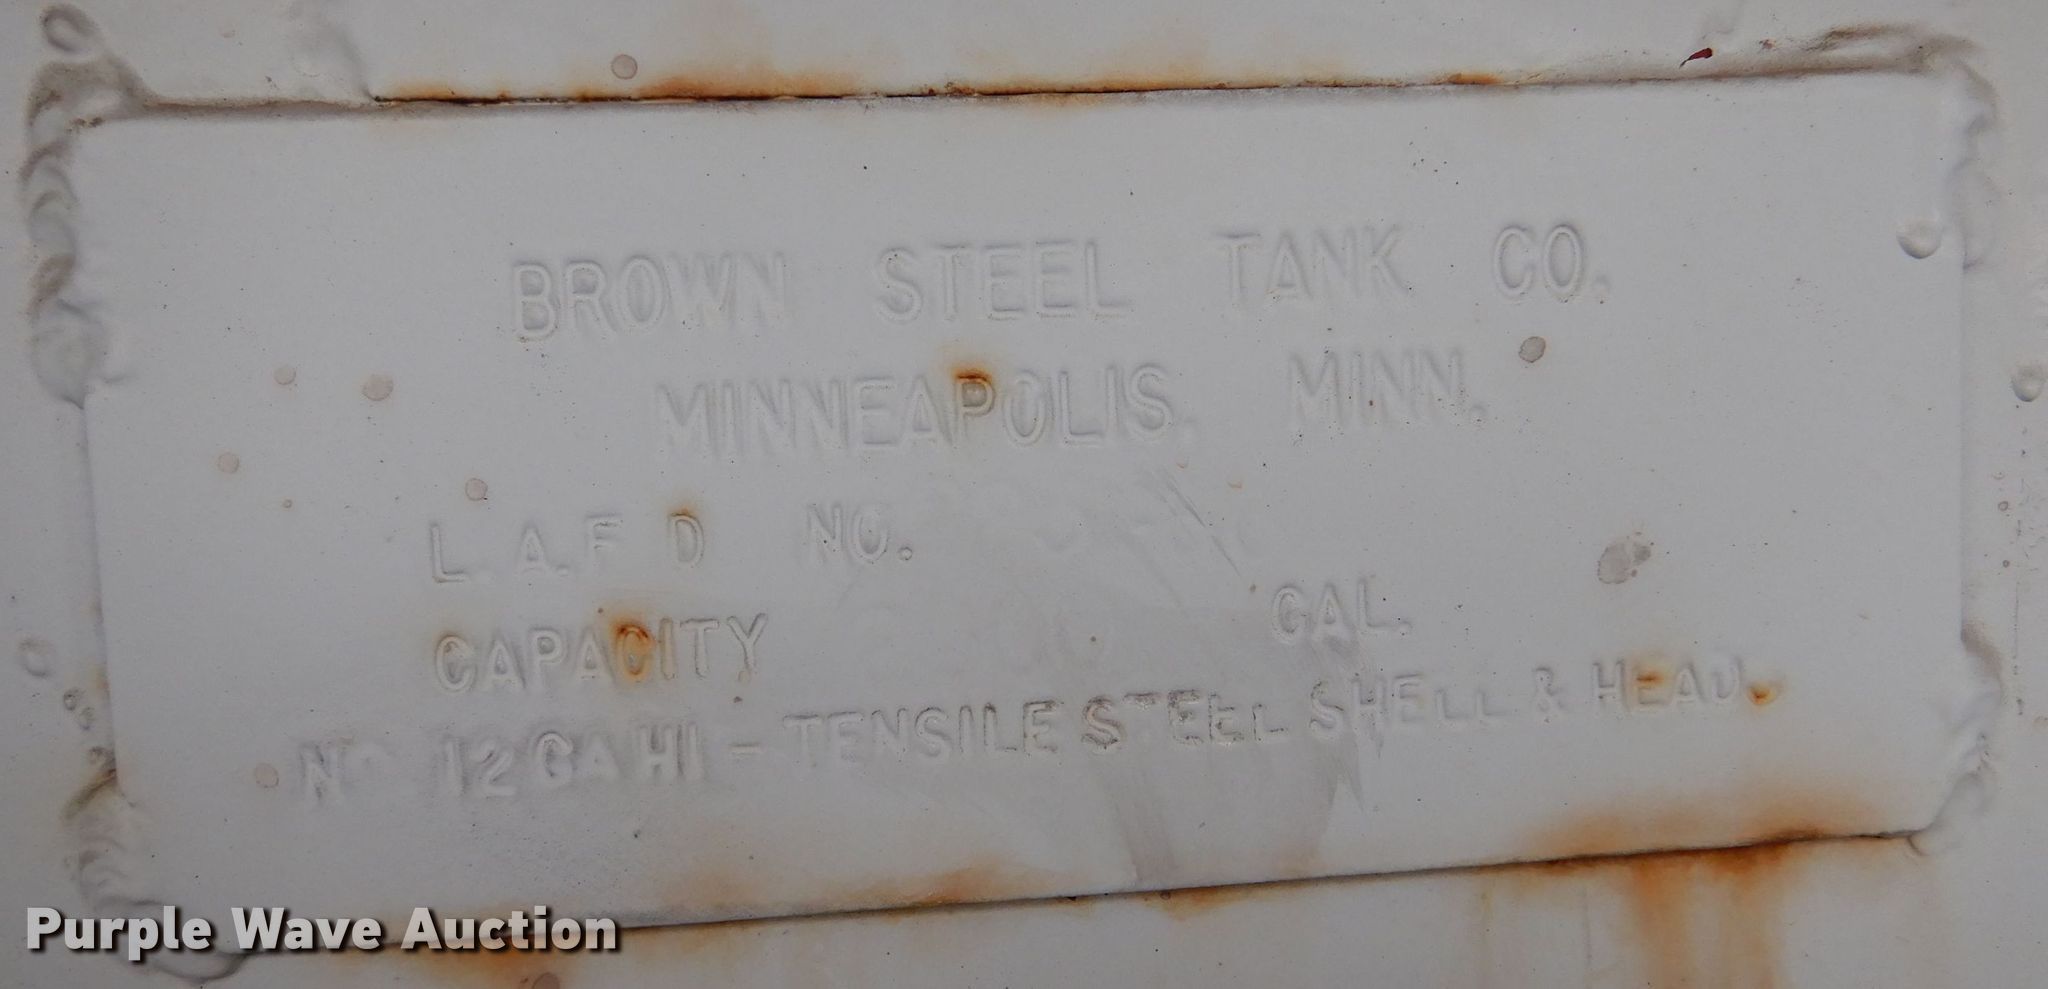 BROWN STEEL TANK CO.
MINNEAPOLIS, MINN.
L.A.F D NO.
CAPACITY GAL.
No 12 GA HI-TENSILE STEEL SHELL & HEAD.
Purple Wave Auction